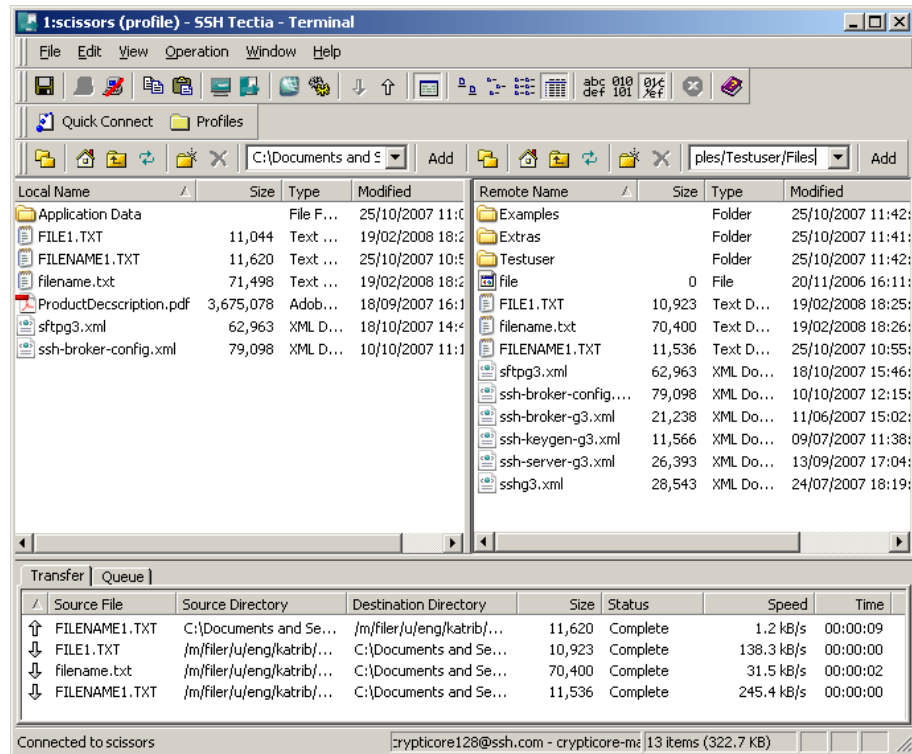 1:scissors (profile) - SSH Tectia - Terminal
File Edit View Operation Window Help
abc def 010 101
Quick Connect Profiles
C:\Documents and S Add ples/Testuser/Files Add
Local Name Size Type Modified
Application Data File F... 25/10/2007 11:0
FILE1.TXT 11,044 Text ... 19/02/2008 18:2
FILENAME1.TXT 11,620 Text ... 25/10/2007 10:5
filename.txt 71,498 Text ... 19/02/2008 18:2
ProductDecscription.pdf 3,675,078 Adob... 18/09/2007 16:1
sftpg3.xml 62,963 XML D... 18/10/2007 14:4
ssh-broker-config.xml 79,098 XML D... 10/10/2007 11:1
Remote Name Size Type Modified
Examples Folder 25/10/2007 11:42:
Extras Folder 25/10/2007 11:41:
Testuser Folder 25/10/2007 11:42:
file 0 File 20/11/2006 16:11:
FILE1.TXT 10,923 Text D... 19/02/2008 18:25:
filename.txt 70,400 Text D... 19/02/2008 18:26:
FILENAME1.TXT 11,536 Text D... 25/10/2007 10:55:
sftpg3.xml 62,963 XML Do... 18/10/2007 15:46:
ssh-broker-config.... 79,098 XML Do... 10/10/2007 12:15:
ssh-broker-g3.xml 21,238 XML Do... 11/06/2007 15:02:
ssh-keygen-g3.xml 11,566 XML Do... 09/07/2007 11:38:
ssh-server-g3.xml 26,393 XML Do... 13/09/2007 17:04:
sshg3.xml 28,543 XML Do... 24/07/2007 18:19:
Transfer Queue
Source File Source Directory Destination Directory Size Status Speed Time
FILENAME1.TXT C:\Documents and Se... /m/filer/u/eng/katrib/... 11,620 Complete 1.2 kB/s 00:00:09
FILE1.TXT /m/filer/u/eng/katrib/... C:\Documents and Se... 10,923 Complete 138.3 kB/s 00:00:00
filename.txt /m/filer/u/eng/katrib/... C:\Documents and Se... 70,400 Complete 31.5 kB/s 00:00:02
FILENAME1.TXT /m/filer/u/eng/katrib/... C:\Documents and Se... 11,536 Complete 245.4 kB/s 00:00:00
Connected to scissors crypticore128@ssh.com - crypticore-ma 13 items (322.7 KB)